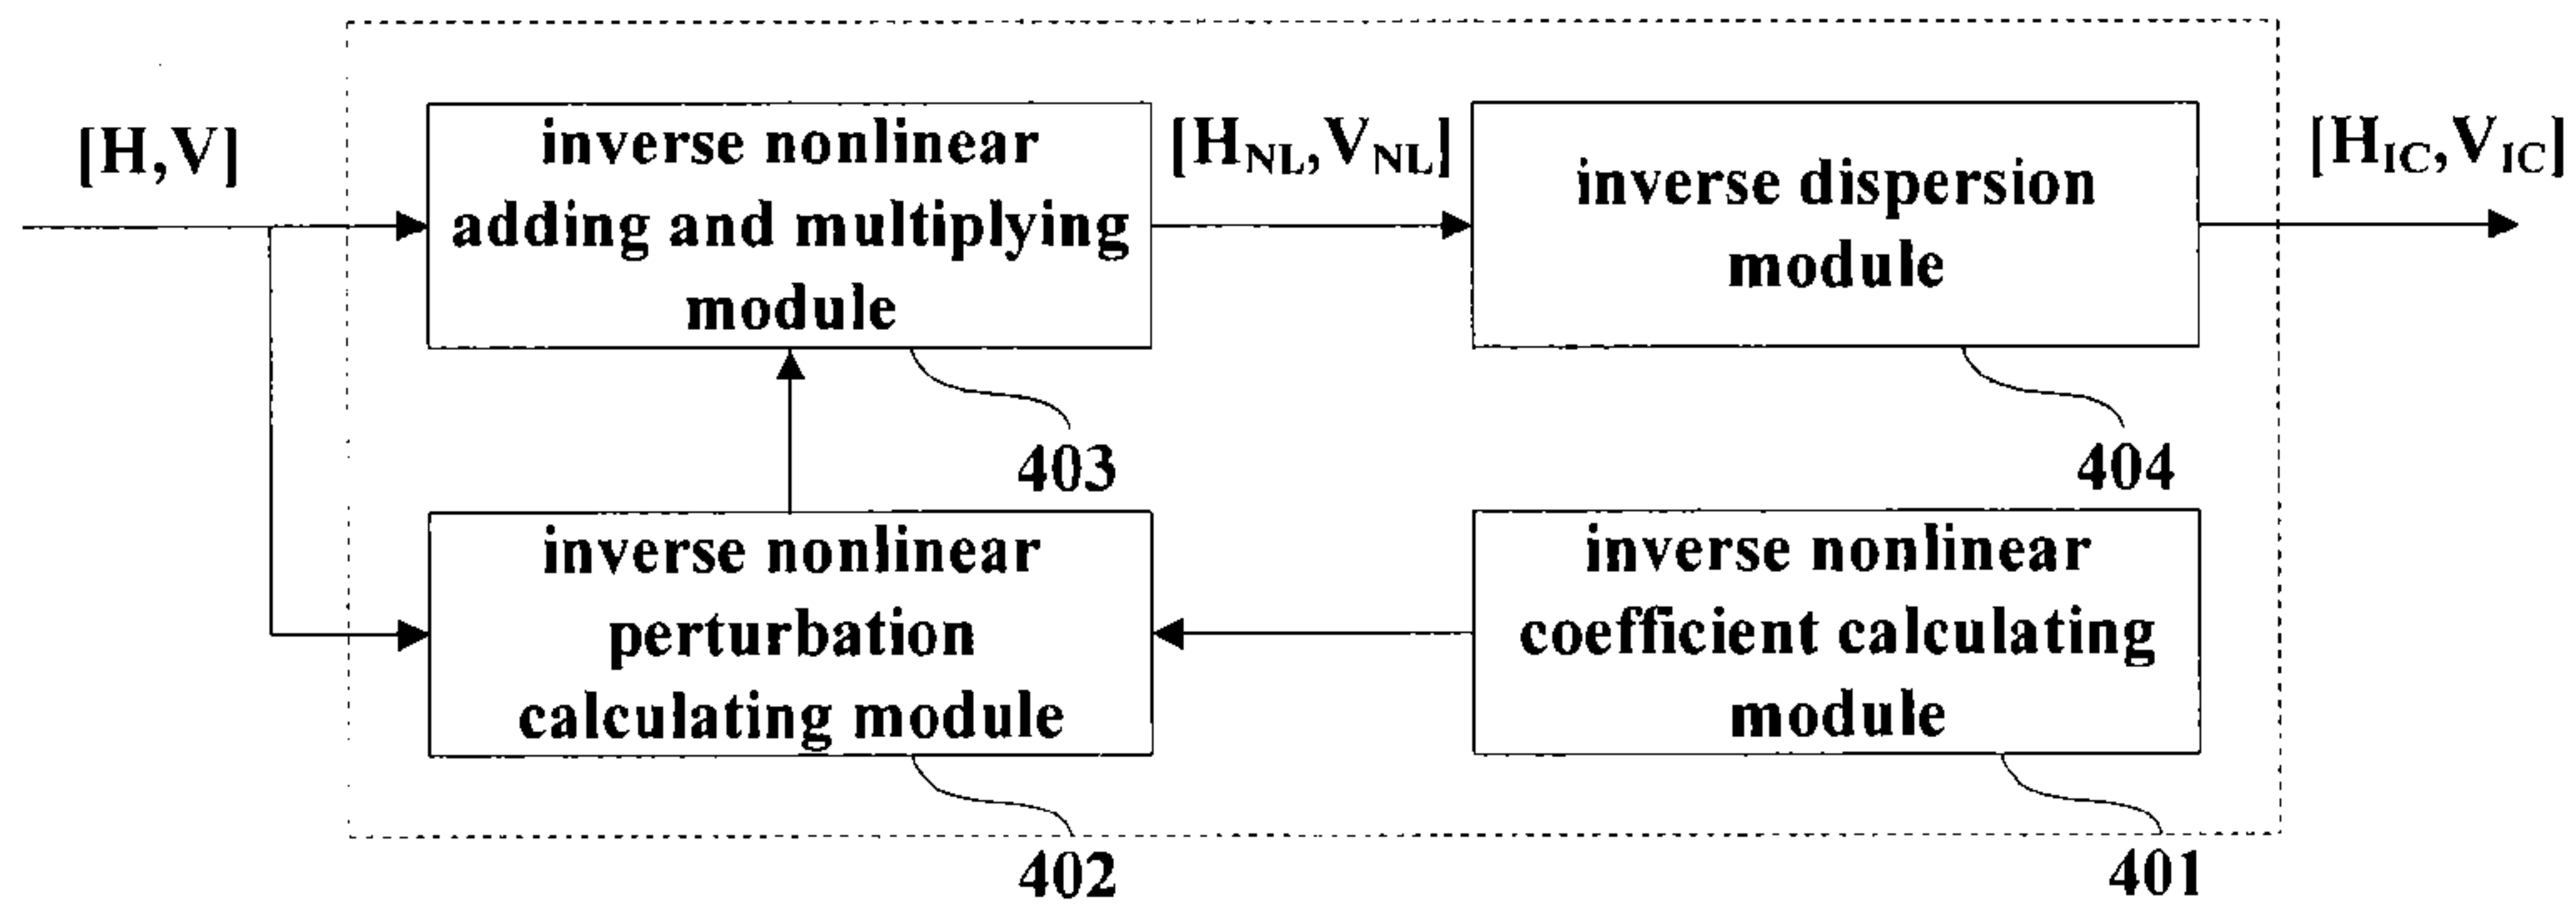 [H,V]
inverse nonlinear
adding and multiplying
module
[H_NL,V_NL]
inverse dispersion
module
[H_IC,V_IC]
403
404
inverse nonlinear
perturbation
calculating module
inverse nonlinear
coefficient calculating
module
402
401